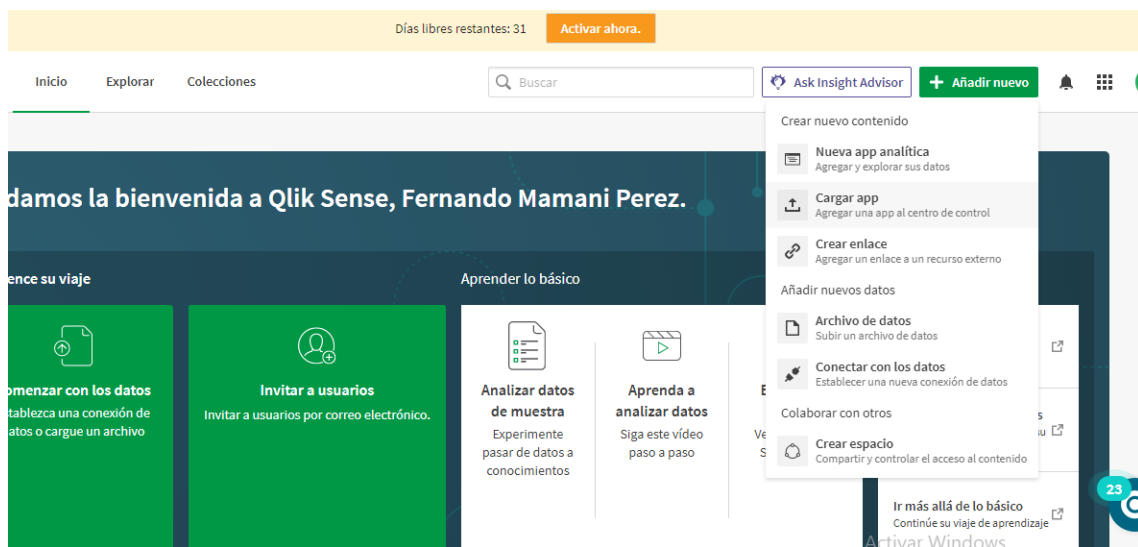 Días libres restantes: 31 Activar ahora.
Inicio Explorar Colecciones Buscar Ask Insight Advisor + Añadir nuevo
Crear nuevo contenido
Nueva app analítica
Agregar y explorar sus datos
Cargar app
Agregar una app al centro de control
Crear enlace
Agregar un enlace a un recurso externo
Añadir nuevos datos
Archivo de datos
Subir un archivo de datos
Conectar con los datos
Establecer una nueva conexión de datos
Colaborar con otros
Crear espacio
Compartir y controlar el acceso al contenido
damos la bienvenida a Qlik Sense, Fernando Mamani Perez.
ence su viaje
omenzar con los datos
tablezca una conexión de
atos o cargue un archivo
Invitar a usuarios
Invitar a usuarios por correo electrónico.
Aprender lo básico
Analizar datos
de muestra
Experimente
pasar de datos a
conocimientos
Aprenda a
analizar datos
Siga este vídeo
paso a paso
Ir más allá de lo básico
Continúe su viaje de aprendizaje
23
Activar Windows